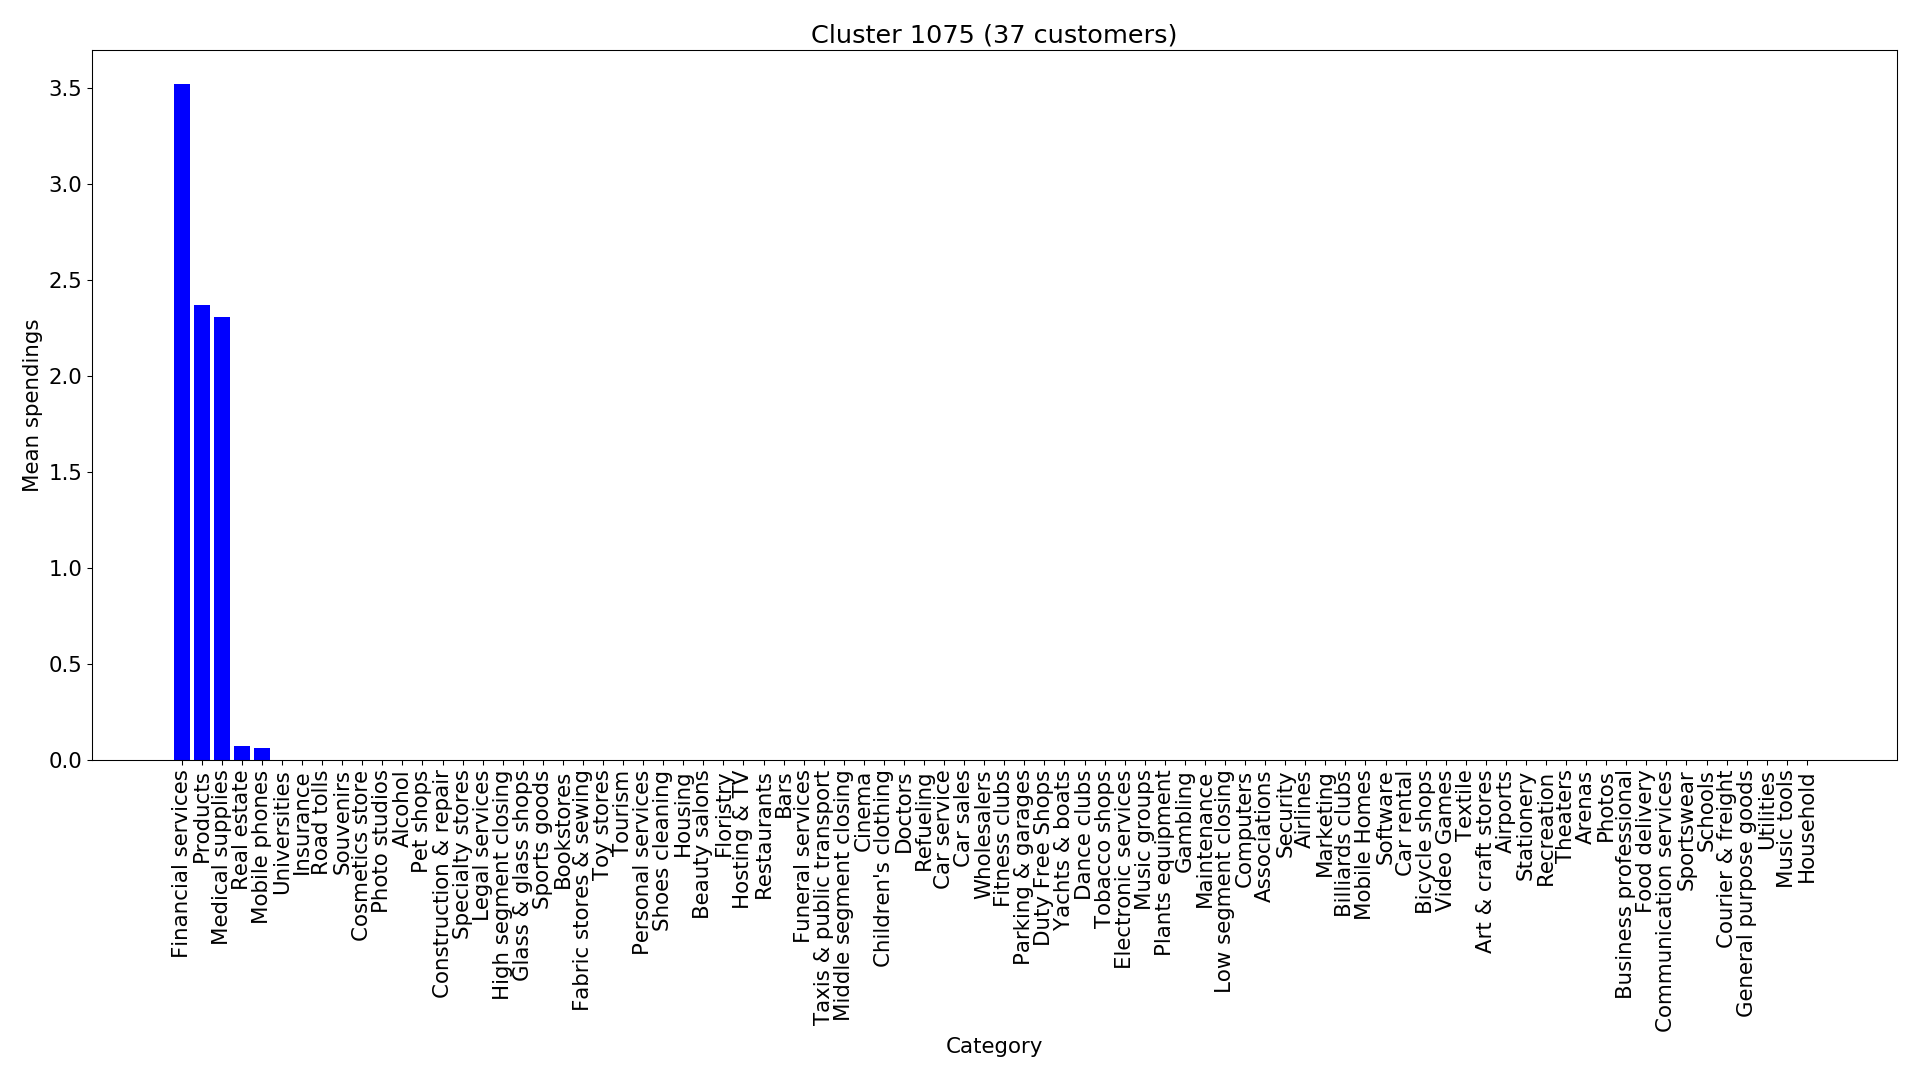 Cluster 1075 (37 customers)
Mean spendings
3.5
3.0
2.5
2.0
1.5
1.0
0.5
0.0
Financial services
Products
Medical supplies
Real estate
Mobile phones
Universities
Insurance
Road tolls
Souvenirs
Cosmetics store
Photo studios
Alcohol
Pet shops
Construction & repair
Specialty stores
Legal services
High segment closing
Glass & glass shops
Sports goods
Bookstores
Fabric stores & sewing
Toy stores
Tourism
Personal services
Shoes cleaning
Housing
Beauty salons
Floristry
Hosting & TV
Restaurants
Bars
Funeral services
Taxis & public transport
Middle segment closing
Cinema
Children's clothing
Doctors
Refueling
Car service
Car sales
Wholesalers
Fitness clubs
Parking & garages
Duty Free Shops
Yachts & boats
Dance clubs
Tobacco shops
Electronic services
Music groups
Plants equipment
Gambling
Maintenance
Low segment closing
Computers
Associations
Security
Airlines
Marketing
Billiards clubs
Mobile Homes
Software
Car rental
Bicycle shops
Video Games
Textile
Art & craft stores
Airports
Stationery
Recreation
Theaters
Arenas
Photos
Business professional
Food delivery
Communication services
Sportswear
Schools
Courier & freight
General purpose goods
Utilities
Music tools
Household
Category